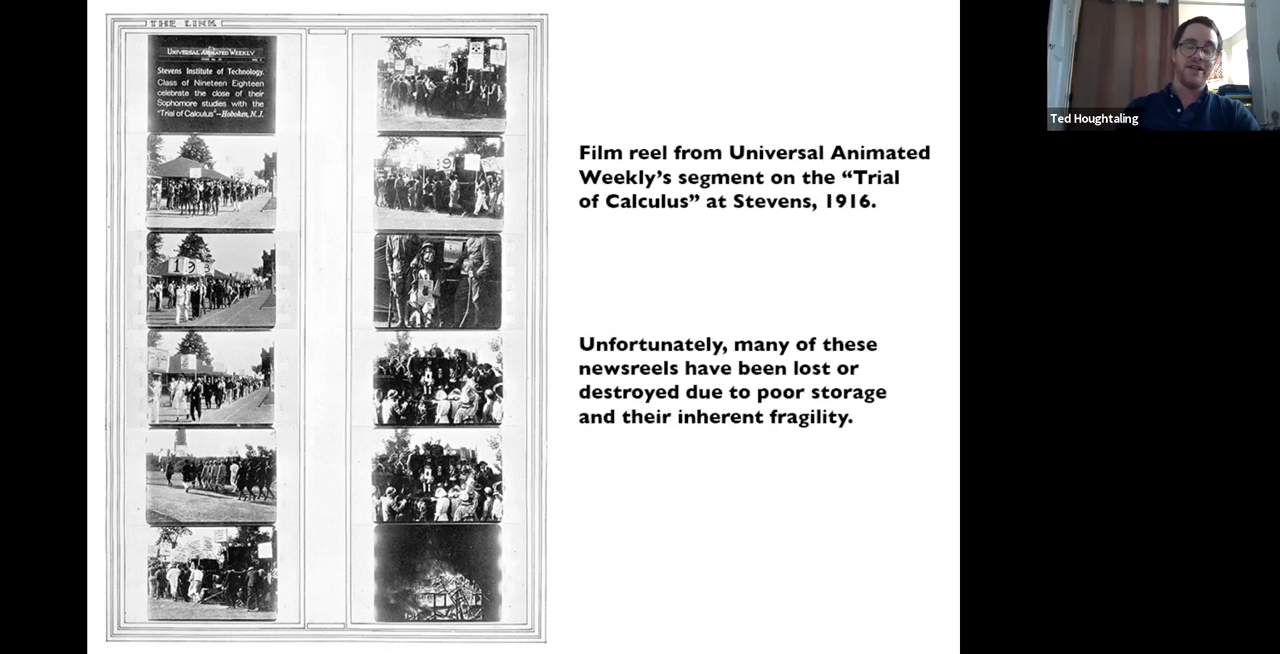 THE LINK
UNIVERSAL ANIMATED WEEKLY
Stevens Institute of Technology.
Class of Nineteen Eighteen
celebrate the close of their
Sophomore studies with the
"Trial of Calculus"—Hoboken, N. J.
Film reel from Universal Animated
Weekly's segment on the “Trial
of Calculus” at Stevens, 1916.
Unfortunately, many of these
newsreels have been lost or
destroyed due to poor storage
and their inherent fragility.
Ted Houghtaling